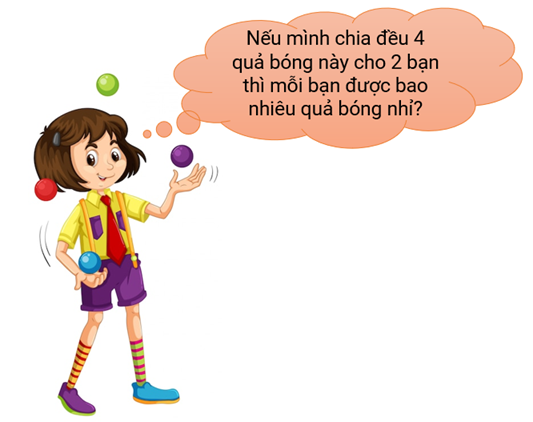 Nếu mình chia đều 4
quả bóng này cho 2 bạn
thì mỗi bạn được bao
nhiêu quả bóng nhỉ?